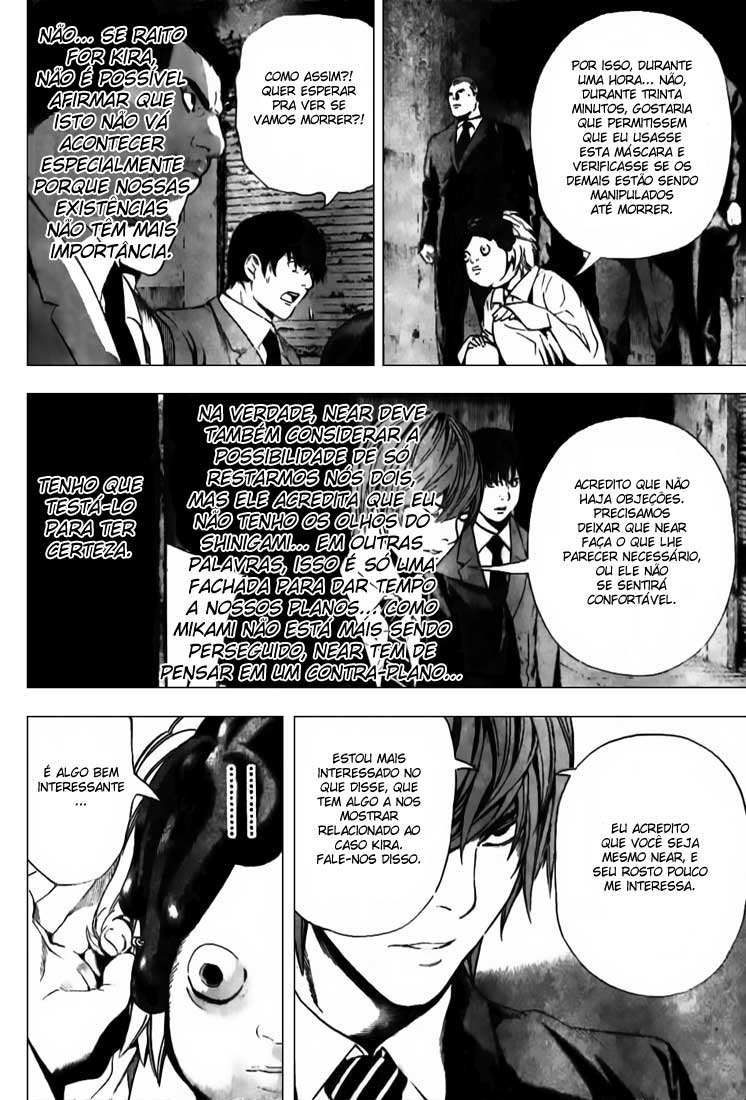 POR ISSO, DURANTE
UMA HORA... NÃO,
DURANTE TRINTA
MINUTOS, GOSTARIA
QUE PERMITISSEM
QUE EU USASSE
ESTA MÁSCARA E
VERIFICASSE SE OS
DEMAIS ESTÃO SENDO
MANIPULADOS
ATÉ MORRER.
COMO ASSIM?!
QUER ESPERAR
PRA VER SE
VAMOS MORRER?!
NÃO... SE RAITO
FOR KIRA,
NÃO É POSSÍVEL
AFIRMAR QUE
ISTO NÃO VÁ
ACONTECER
ESPECIALMENTE
PORQUE NOSSAS
EXISTÊNCIAS
NÃO TÊM MAIS
IMPORTÂNCIA.
ACREDITO QUE NÃO
HAJA OBJEÇÕES.
PRECISAMOS
DEIXAR QUE NEAR
FAÇA O QUE LHE
PARECER NECESSÁRIO,
OU ELE NÃO
SE SENTIRÁ
CONFORTÁVEL.
NA VERDADE, NEAR DEVE
TAMBÉM CONSIDERAR A
POSSIBILIDADE DE SÓ
RESTARMOS NÓS DOIS,
MAS ELE ACREDITA QUE EU
NÃO TENHO OS OLHOS DO
SHINIGAMI... EM OUTRAS
PALAVRAS, ISSO É SÓ UMA
FACHADA PARA DAR TEMPO
A NOSSOS PLANOS... COMO
MIKAMI NÃO ESTÁ MAIS SENDO
PERSEGUIDO, NEAR TEM DE
PENSAR EM UM CONTRA-PLANO...
TENHO QUE
TESTÁ-LO
PARA TER
CERTEZA.
EU ACREDITO
QUE VOCÊ SEJA
MESMO NEAR, E
SEU ROSTO POUCO
ME INTERESSA.
ESTOU MAIS
INTERESSADO NO
QUE DISSE, QUE
TEM ALGO A NOS
MOSTRAR
RELACIONADO AO
CASO KIRA.
FALE-NOS DISSO.
É ALGO BEM
INTERESSANTE
...
!!